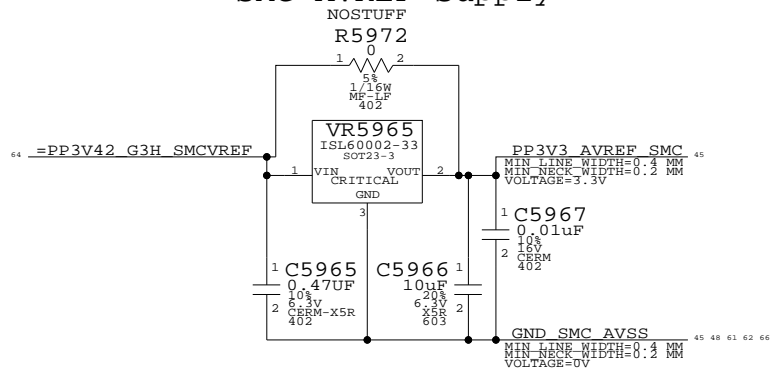 NOSTUFF
R5972
0
1 2
5%
1/16W
MF-LF
402
64 =PP3V42_G3H_SMCVREF
VR5965
ISL60002-33
SOT23-3
1 VIN VOUT 2
CRITICAL
GND
3
PP3V3_AVREF_SMC 45
MIN_LINE_WIDTH=0.4 MM
MIN_NECK_WIDTH=0.2 MM
VOLTAGE=3.3V
1 C5967
0.01uF
10%
16V
2 CERM
402
1 C5965
0.47UF
10%
6.3V
2 CERM-X5R
402
C5966 1
10uF
20%
6.3V 2
X5R
603
GND_SMC_AVSS 45 48 61 62 66
MIN_LINE_WIDTH=0.4 MM
MIN_NECK_WIDTH=0.2 MM
VOLTAGE=0V